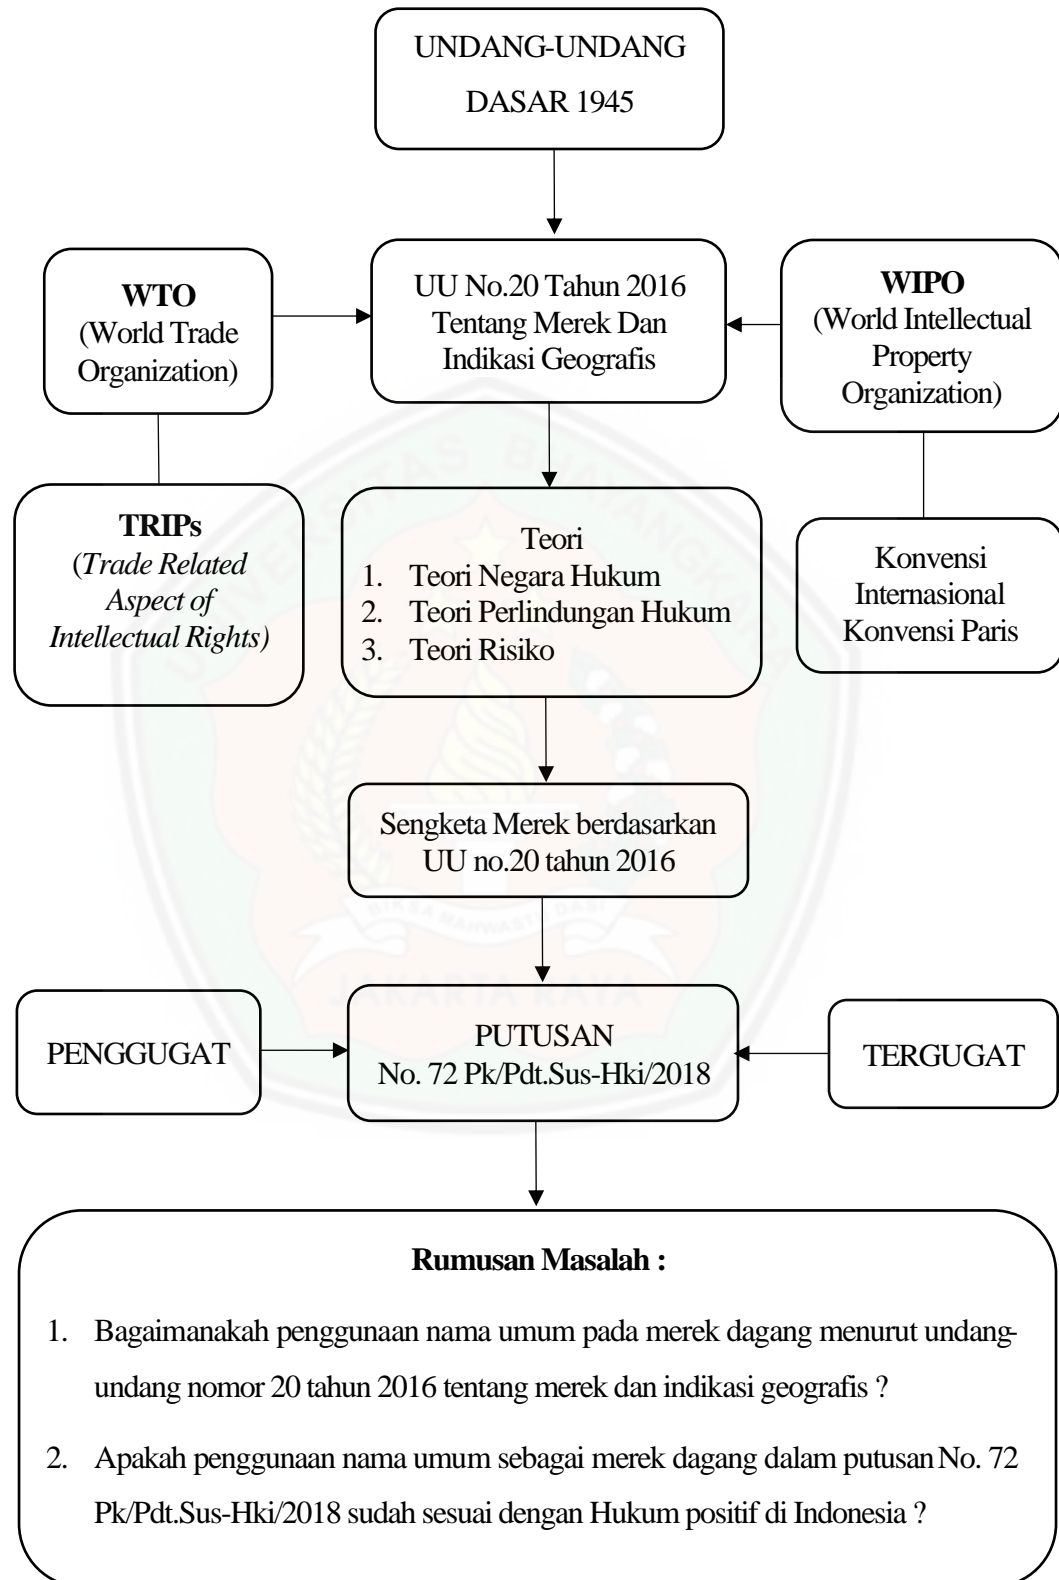 UNDANG-UNDANG
DASAR 1945
WTO
(World Trade
Organization)
UU No.20 Tahun 2016
Tentang Merek Dan
Indikasi Geografis
WIPO
(World Intellectual
Property
Organization)
TRIPs
(Trade Related
Aspect of
Intellectual Rights)
Teori
1. Teori Negara Hukum
2. Teori Perlindungan Hukum
3. Teori Risiko
Konvensi
Internasional
Konvensi Paris
Sengketa Merek berdasarkan
UU no.20 tahun 2016
PENGGUGAT
PUTUSAN
No. 72 Pk/Pdt.Sus-Hki/2018
TERGUGAT
Rumusan Masalah :
1. Bagaimanakah penggunaan nama umum pada merek dagang menurut undang-
undang nomor 20 tahun 2016 tentang merek dan indikasi geografis ?
2. Apakah penggunaan nama umum sebagai merek dagang dalam putusan No. 72
Pk/Pdt.Sus-Hki/2018 sudah sesuai dengan Hukum positif di Indonesia ?
UNIVERSITAS BHAYANGKARA
JAKARTA RAYA